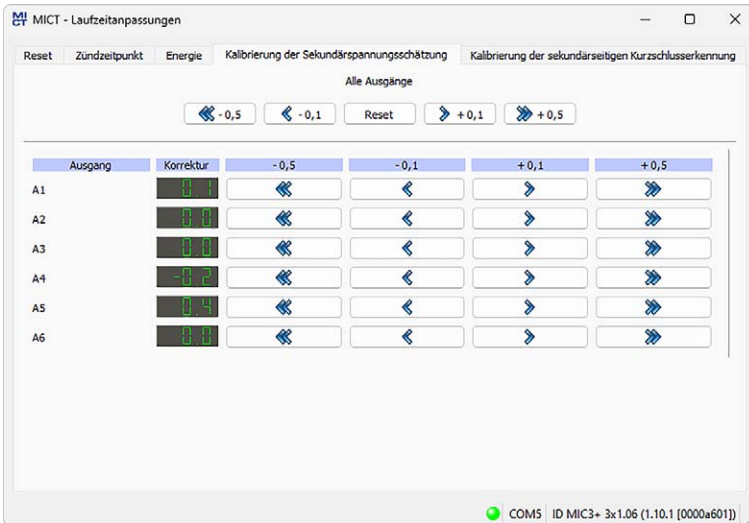 MICT MICT - Laufzeitanpassungen
Reset Zündzeitpunkt Energie Kalibrierung der Sekundärspannungsschätzung Kalibrierung der sekundärseitigen Kurzschlusserkennung
Alle Ausgänge
- 0,5 - 0,1 Reset + 0,1 + 0,5
Ausgang Korrektur - 0,5 - 0,1 + 0,1 + 0,5
A1 0.1
A2 0.0
A3 0.0
A4 -0.2
A5 0.4
A6 0.0
COM5 ID MIC3+ 3x1.06 (1.10.1 [0000a601])